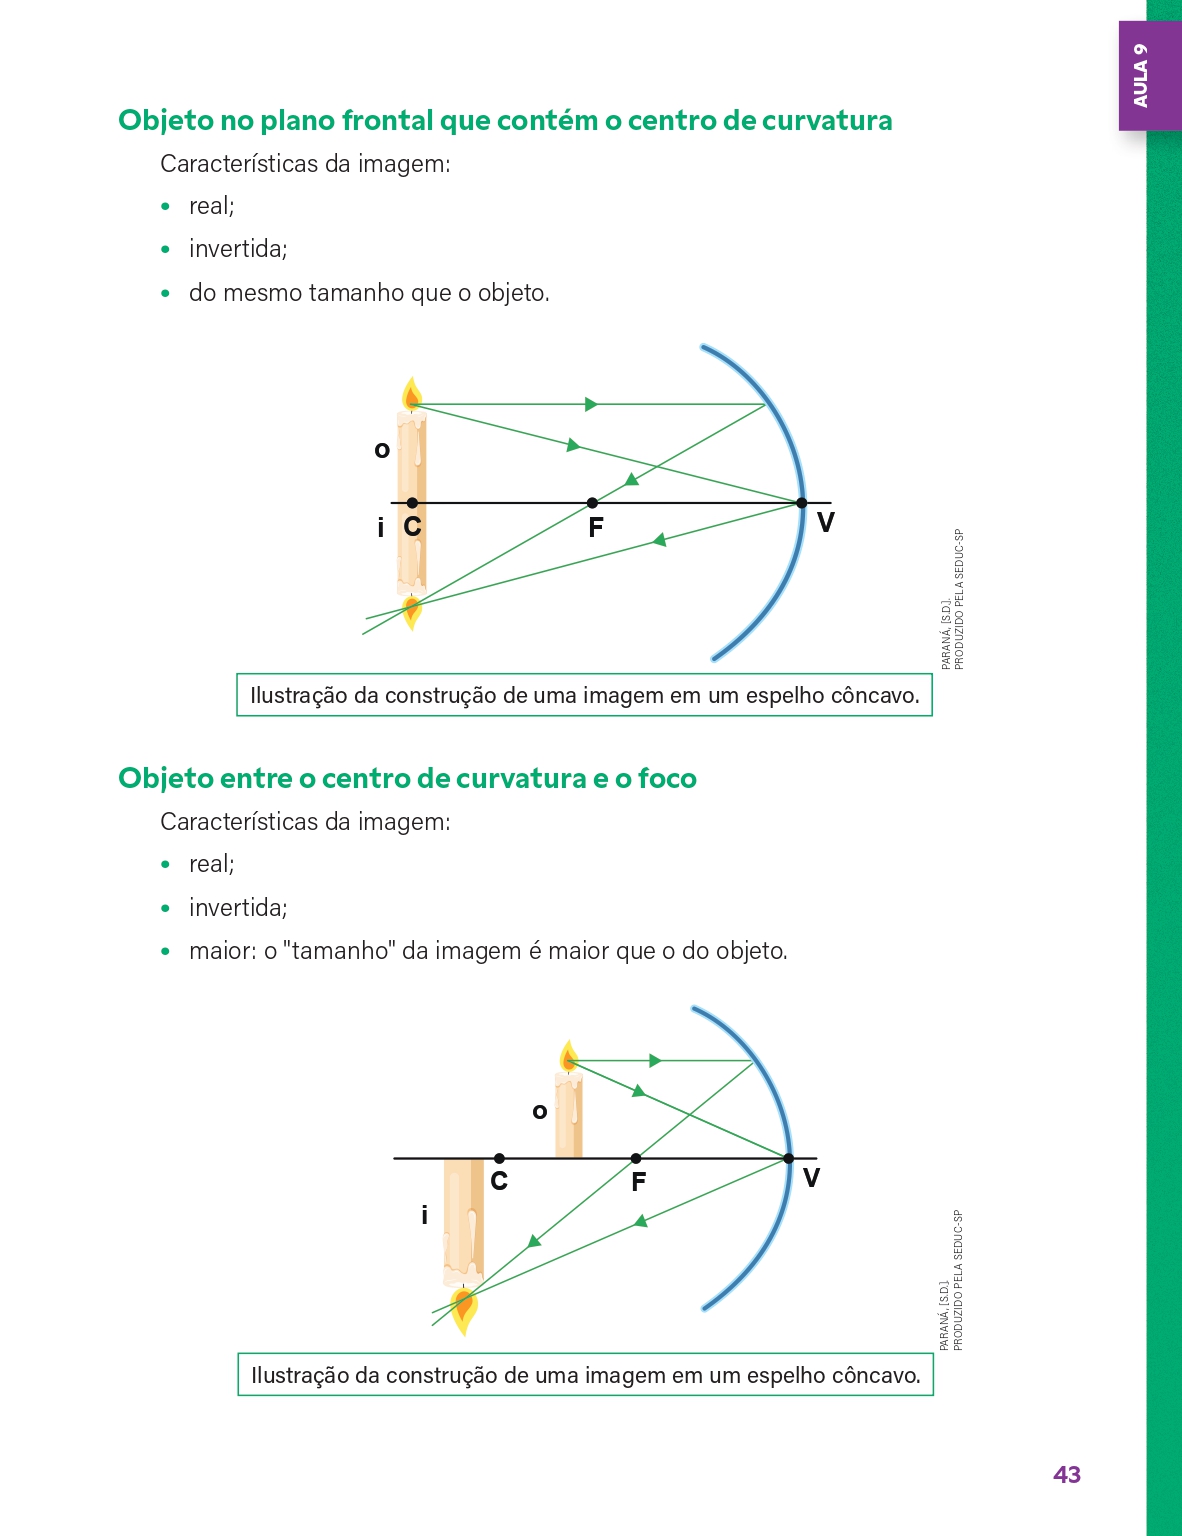 AULA 9
Objeto no plano frontal que contém o centro de curvatura
Características da imagem:
• real;
• invertida;
• do mesmo tamanho que o objeto.
o
i C F V
PARANÁ, [S.D.].
PRODUZIDO PELA SEDUC-SP
Ilustração da construção de uma imagem em um espelho côncavo.
Objeto entre o centro de curvatura e o foco
Características da imagem:
• real;
• invertida;
• maior: o "tamanho" da imagem é maior que o do objeto.
o
C F V
i
PARANÁ, [S.D.].
PRODUZIDO PELA SEDUC-SP
Ilustração da construção de uma imagem em um espelho côncavo.
43